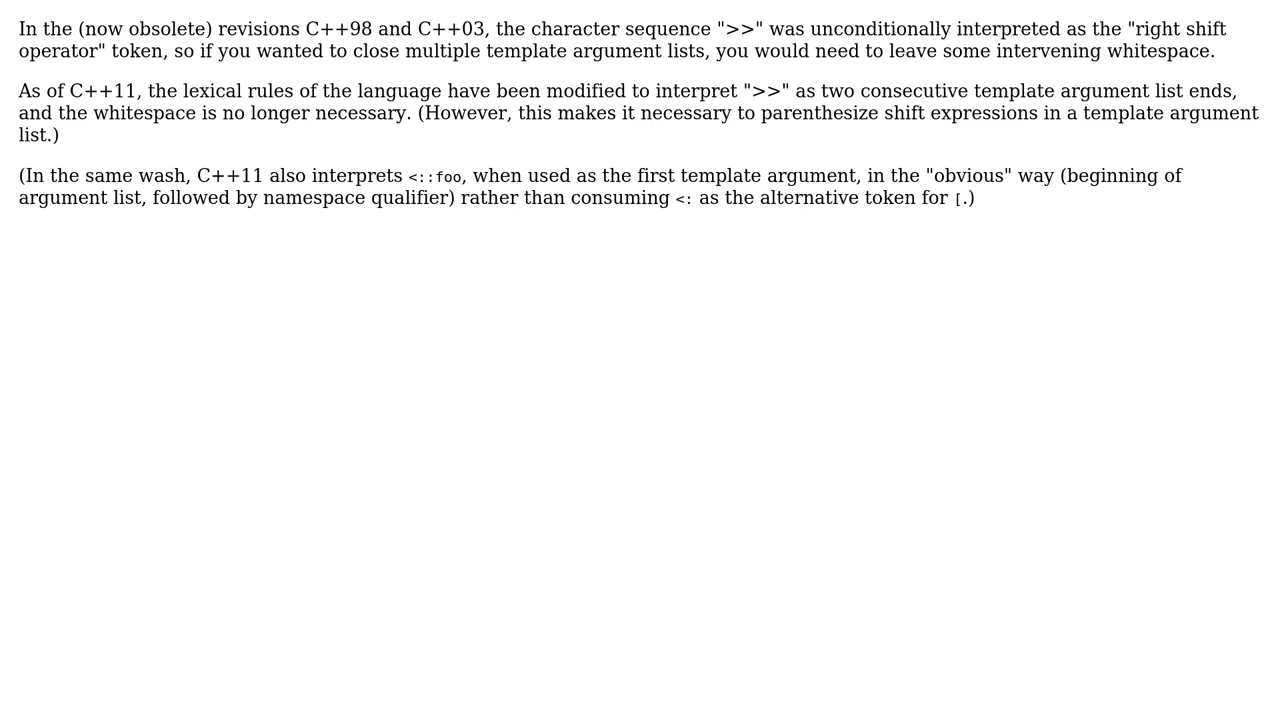 In the (now obsolete) revisions C++98 and C++03, the character sequence ">>" was unconditionally interpreted as the "right shift
operator" token, so if you wanted to close multiple template argument lists, you would need to leave some intervening whitespace.
As of C++11, the lexical rules of the language have been modified to interpret ">>" as two consecutive template argument list ends,
and the whitespace is no longer necessary. (However, this makes it necessary to parenthesize shift expressions in a template argument
list.)
(In the same wash, C++11 also interprets <::foo, when used as the first template argument, in the "obvious" way (beginning of
argument list, followed by namespace qualifier) rather than consuming <: as the alternative token for [.)